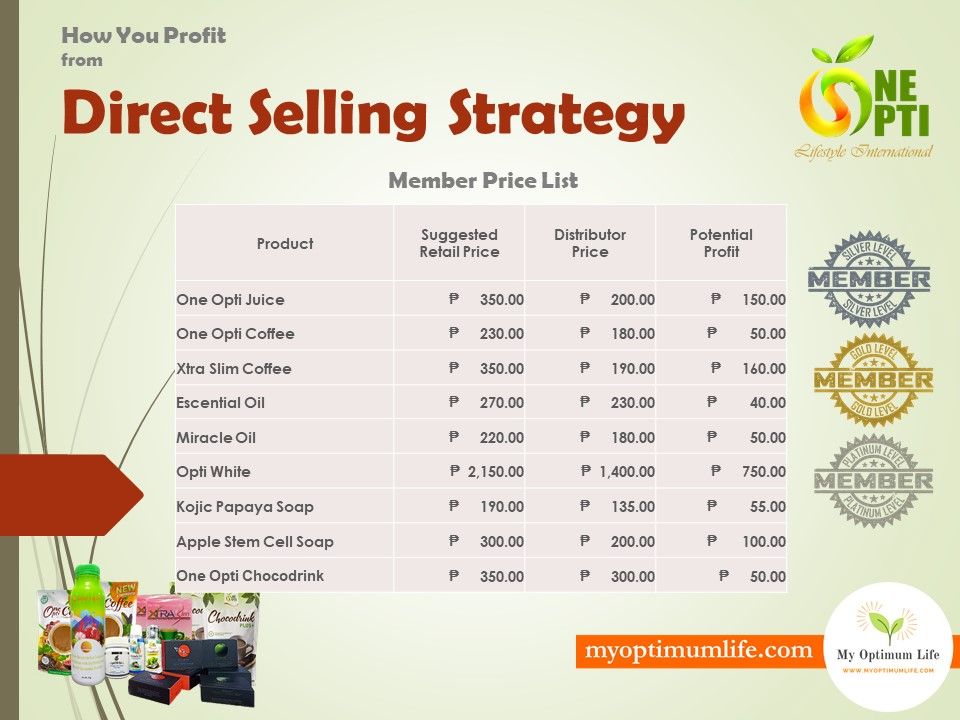 How You Profit
from
Direct Selling Strategy
NE
PTI
Lifestyle International
Member Price List
Product Suggested Retail Price Distributor Price Potential Profit
One Opti Juice ₱ 350.00 ₱ 200.00 ₱ 150.00
One Opti Coffee ₱ 230.00 ₱ 180.00 ₱ 50.00
Xtra Slim Coffee ₱ 350.00 ₱ 190.00 ₱ 160.00
Escential Oil ₱ 270.00 ₱ 230.00 ₱ 40.00
Miracle Oil ₱ 220.00 ₱ 180.00 ₱ 50.00
Opti White ₱ 2,150.00 ₱ 1,400.00 ₱ 750.00
Kojic Papaya Soap ₱ 190.00 ₱ 135.00 ₱ 55.00
Apple Stem Cell Soap ₱ 300.00 ₱ 200.00 ₱ 100.00
One Opti Chocodrink ₱ 350.00 ₱ 300.00 ₱ 50.00
SILVER LEVEL
MEMBER
SILVER LEVEL
GOLD LEVEL
MEMBER
GOLD LEVEL
PLATINUM LEVEL
MEMBER
PLATINUM LEVEL
NEW
Coffee
XTRA Slim
Chocodrink
PLUS+
myoptimumlife.com
My Optimum Life
WWW.MYOPTIMUMLIFE.COM